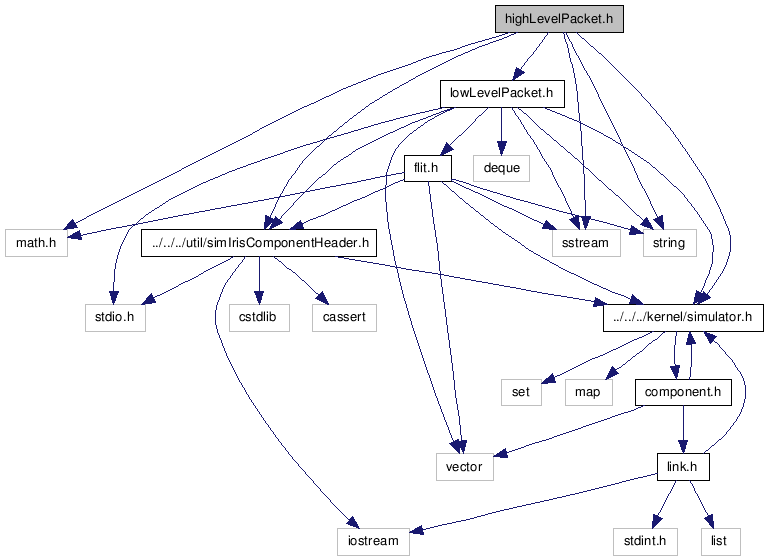 highLevelPacket.h
lowLevelPacket.h
flit.h
deque
math.h
../../../util/simIrisComponentHeader.h
sstream
string
stdio.h
cstdlib
cassert
../../../kernel/simulator.h
set
map
component.h
vector
link.h
iostream
stdint.h
list